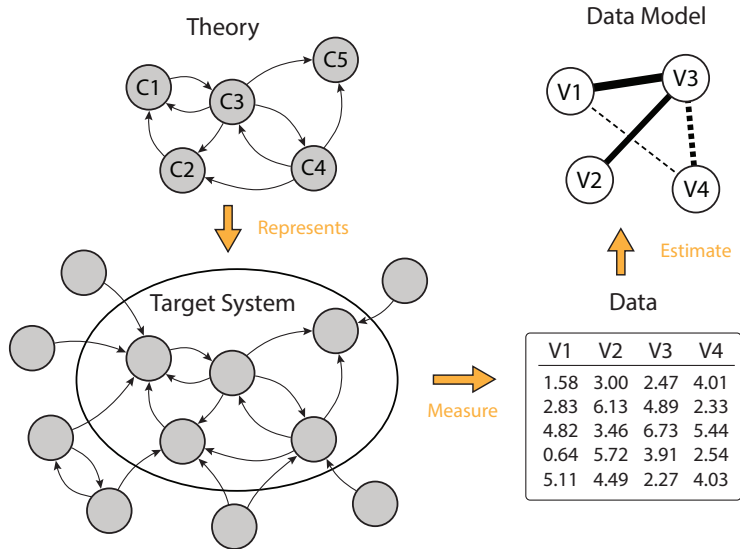 Theory
C1
C3
C5
C2
C4
Represents
Target System
Measure
Data Model
V1
V3
V2
V4
Estimate
Data
V1 V2 V3 V4
1.58 3.00 2.47 4.01
2.83 6.13 4.89 2.33
4.82 3.46 6.73 5.44
0.64 5.72 3.91 2.54
5.11 4.49 2.27 4.03